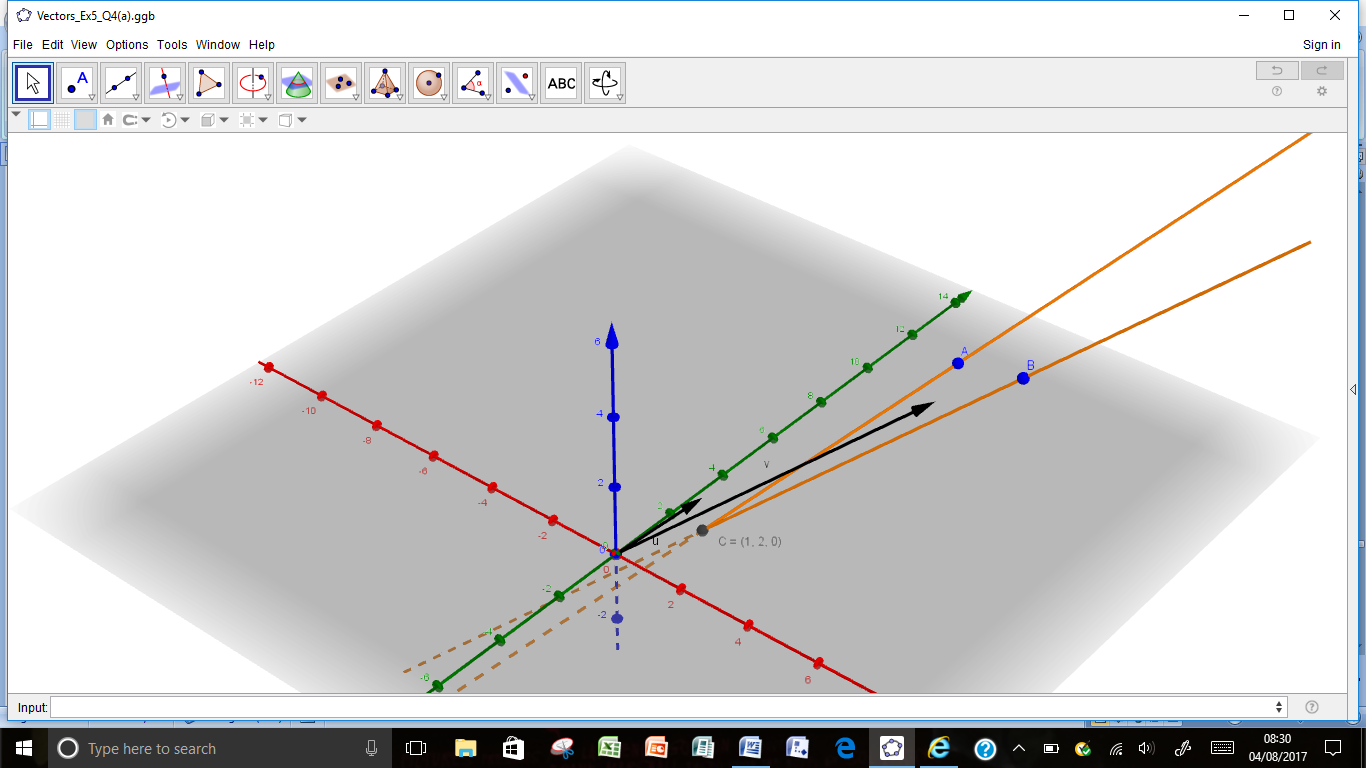 Vectors_Ex5_Q4(a).ggb
File Edit View Options Tools Window Help
Sign in
A
ABC
14
12
10
8
6
4
2
-2
-4
-6
6
4
2
0
-2
-12
-10
-8
-6
-4
-2
0
2
4
6
A
B
v
u
C = (1, 2, 0)
Input:
Type here to search
08:30
04/08/2017